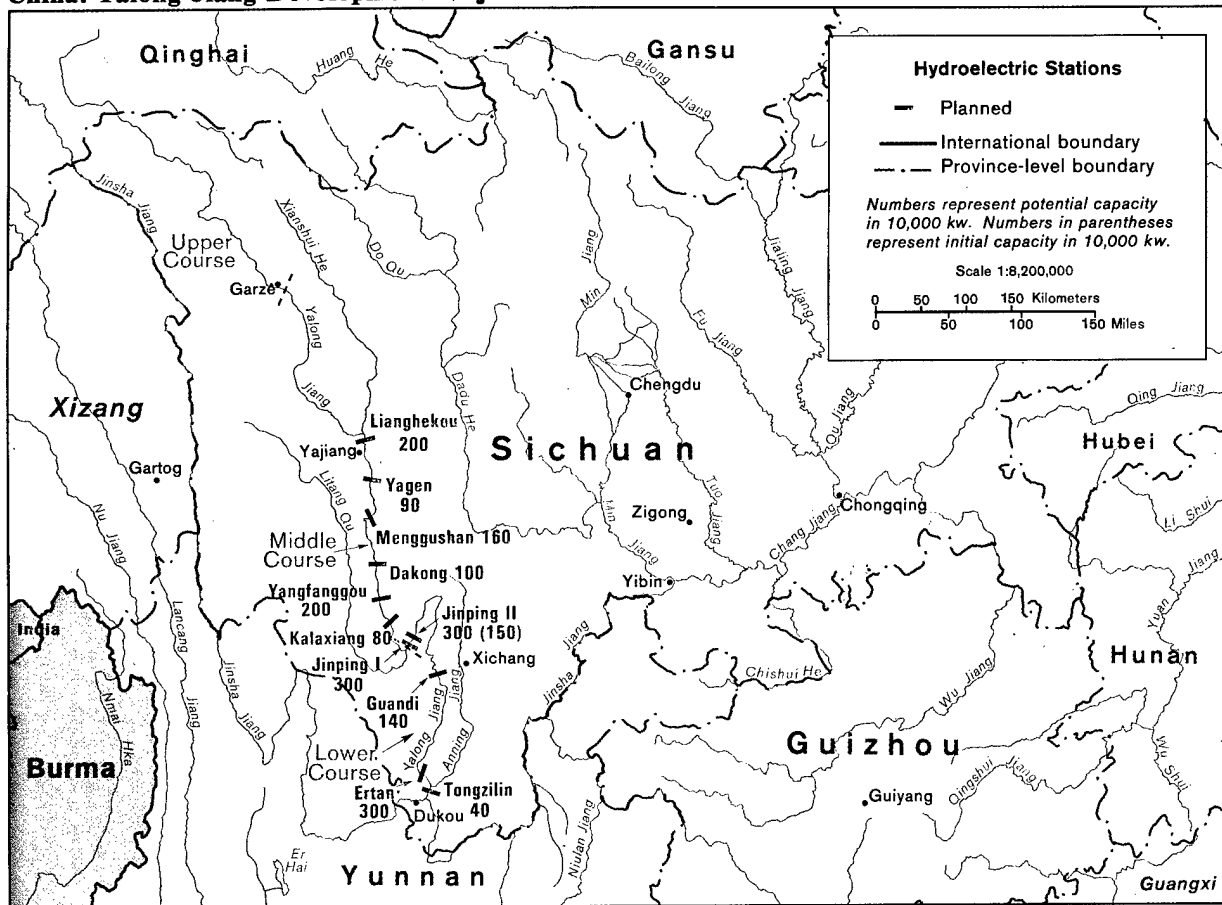 Qinghai
Huang
He
Gansu
Bailong
Jiang
Hydroelectric Stations
Planned
International boundary
Province-level boundary
Numbers represent potential capacity
in 10,000 kw. Numbers in parentheses
represent initial capacity in 10,000 kw.
Scale 1:8,200,000
0 50 100 150 Kilometers
0 50 100 150 Miles
Jinsha
Jiang
Upper
Course
Garzê
Xianshui He
Do Qu
Yalong
Jiang
Min
Jiang
Fu Jiang
Jialing Jiang
Qu Jiang
Dadu He
Chengdu
Xizang
Gartog
Nu Jiang
Lancang
Jiang
Jinsha
Jiang
Yajiang
Lianghekou
200
Litang Qu
Yagen
90
Middle
Course
Menggushan 160
Dakong 100
Yangfanggou
200
Kalaxiang 80
Jinping II
300 (150)
Jinping I
300
Xichang
Guandi
140
Lower
Course
Yalong Jiang
Anning
Jiang
Ertan
300
Tongzilin
40
Dukou
Sichuan
Zigong
Tuo Jiang
Min
Jiang
Yibin
Chang Jiang
Chongqing
Qing Jiang
Hubei
Li Shui
Yuan
Jiang
Hunan
Jinsha
Jiang
Chishui He
Wu Jiang
Guizhou
Guiyang
Qingshui
Jiang
Wu
Shui
Guangxi
India
Nmai
Hka
Burma
Er
Hai
Yunnan
Niulan Jiang